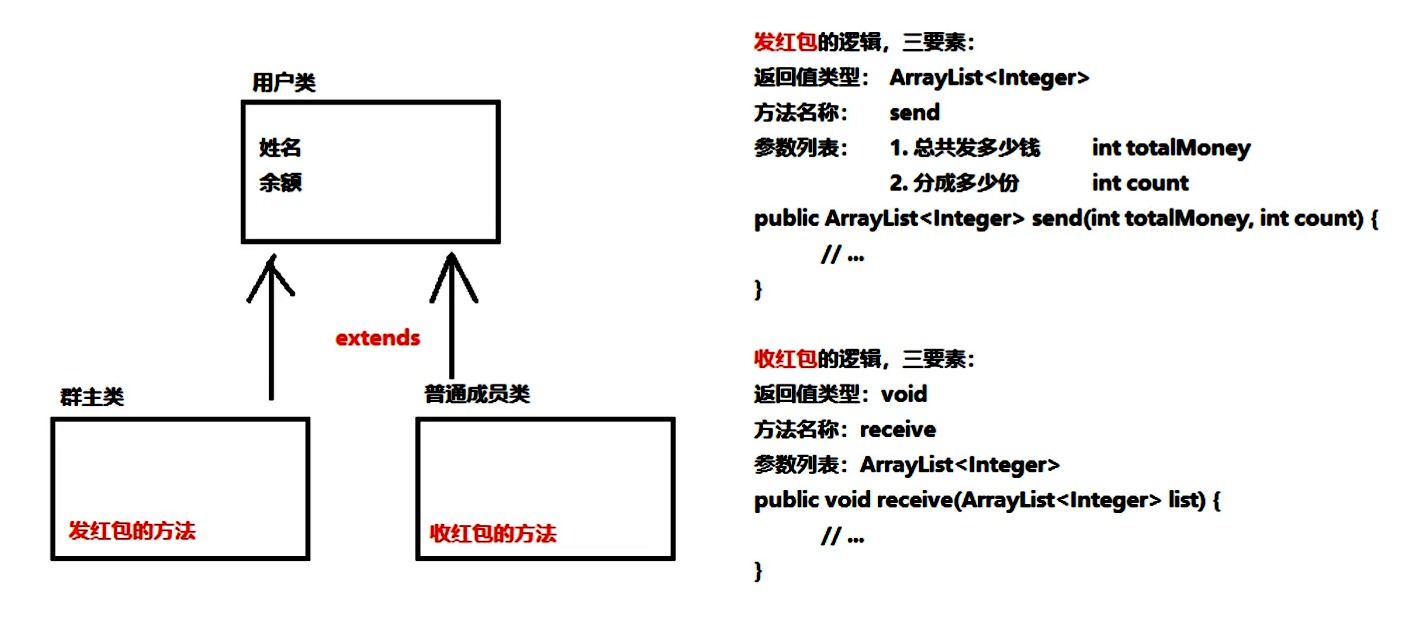 用户类
姓名
余额
extends
群主类
普通成员类
发红包的方法
收红包的方法
发红包的逻辑，三要素：
返回值类型： ArrayList<Integer>
方法名称： send
参数列表： 1. 总共发多少钱 int totalMoney
2. 分成多少份 int count
public ArrayList<Integer> send(int totalMoney, int count) {
// ...
}
收红包的逻辑，三要素：
返回值类型：void
方法名称：receive
参数列表：ArrayList<Integer>
public void receive(ArrayList<Integer> list) {
// ...
}